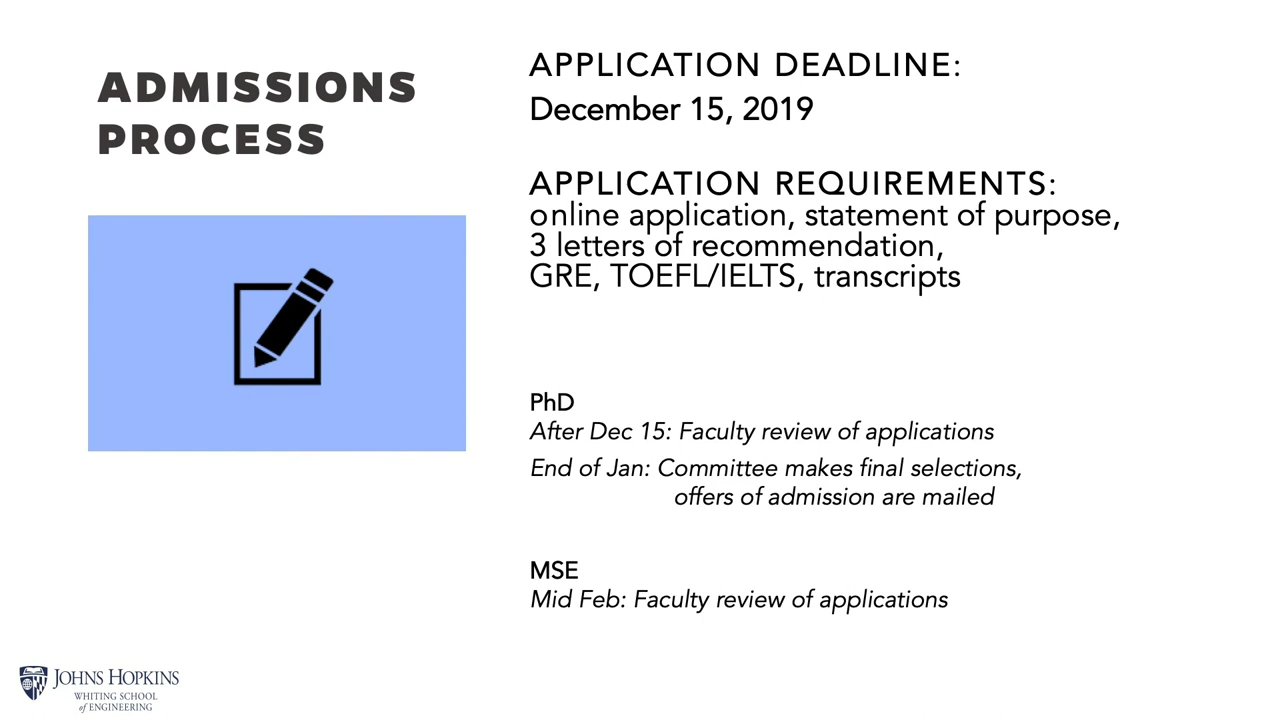 ADMISSIONS
PROCESS
APPLICATION DEADLINE:
December 15, 2019
APPLICATION REQUIREMENTS:
online application, statement of purpose,
3 letters of recommendation,
GRE, TOEFL/IELTS, transcripts
PhD
After Dec 15: Faculty review of applications
End of Jan: Committee makes final selections,
offers of admission are mailed
MSE
Mid Feb: Faculty review of applications
JOHNS HOPKINS
WHITING SCHOOL
of ENGINEERING